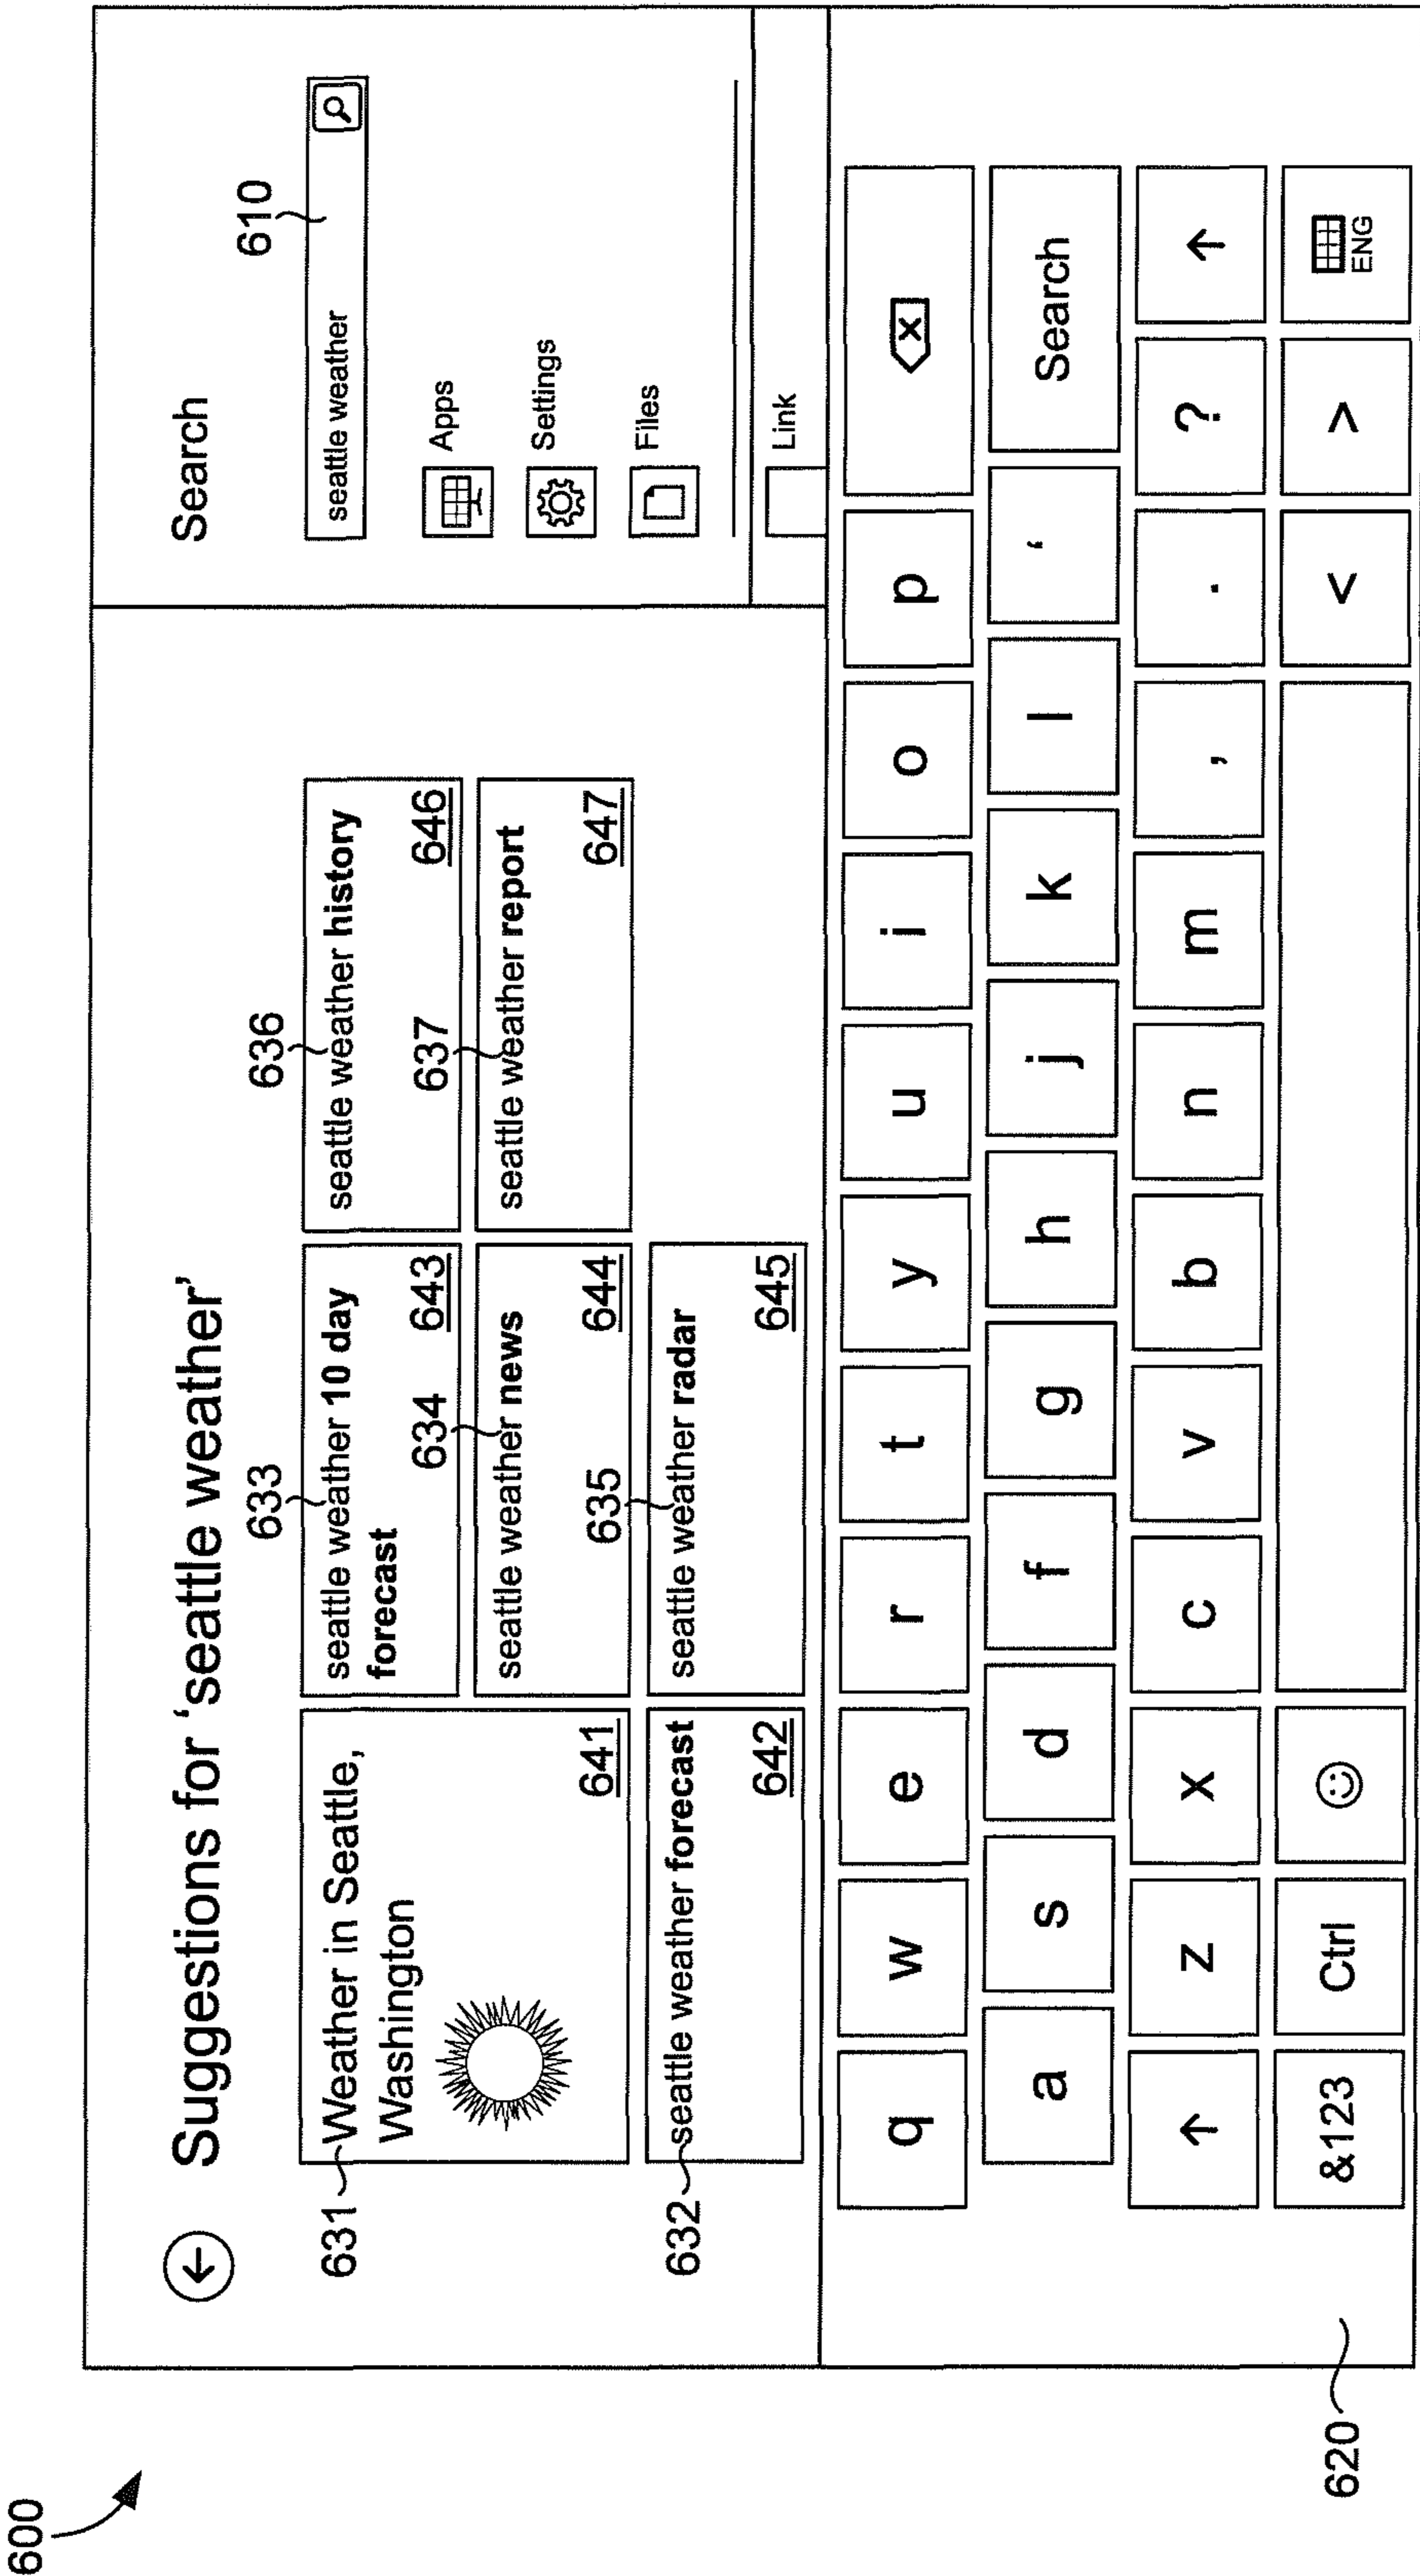 600
Suggestions for ‘seattle weather’
631
Weather in Seattle,
Washington
641
632
seattle weather forecast
642
633
seattle weather 10 day
forecast
643
634
seattle weather news
644
635
seattle weather radar
645
636
seattle weather history
646
637
seattle weather report
647
Search
610
seattle weather
Apps
Settings
Files
Link
q w e r t y u i o p
a s d f g h j k l ‘ Search
z x c v b n m , . ?
&123 Ctrl < > ENG
620